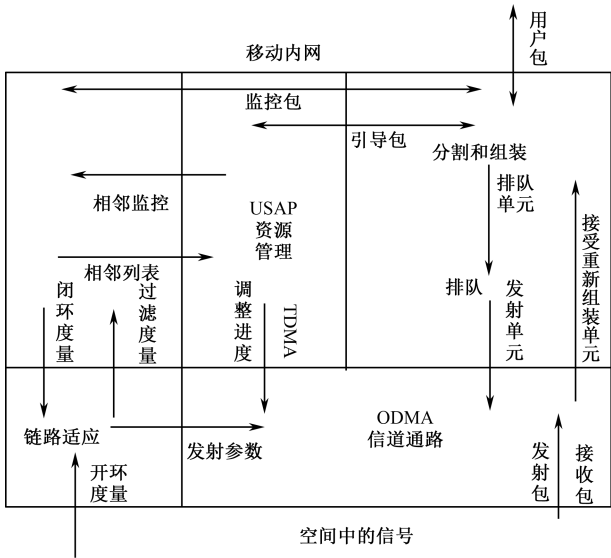 移动内网
用户包
监控包
引导包
分割和组装
相邻监控
排队
单元
USAP
资源
管理
接受重新组装单元
相邻列表
闭环度量
过滤度量
调整进度
TDMA
排队
发射单元
链路适应
发射参数
ODMA
信道通路
开环
度量
发射包
接收包
空间中的信号